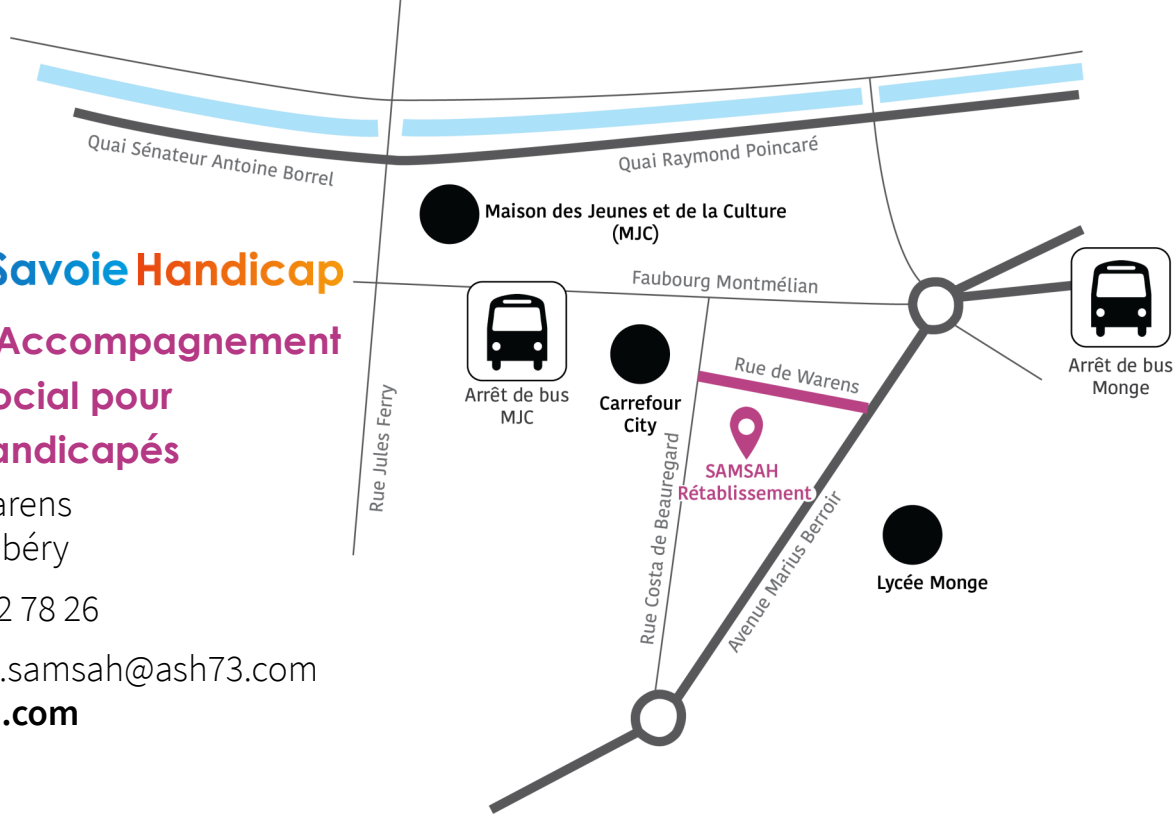 Quai Sénateur Antoine Borrel
Quai Raymond Poincaré
Maison des Jeunes et de la Culture
(MJC)
Savoie Handicap
Accompagnement
ocial pour
andicapés
arens
béry
2 78 26
.samsah@ash73.com
.com
Faubourg Montmélian
Arrêt de bus
MJC
Carrefour
City
Rue de Warens
Arrêt de bus
Monge
Rue Jules Ferry
Rue Costa de Beauregard
SAMSAH
Rétablissement
Avenue Marius Berroir
Lycée Monge